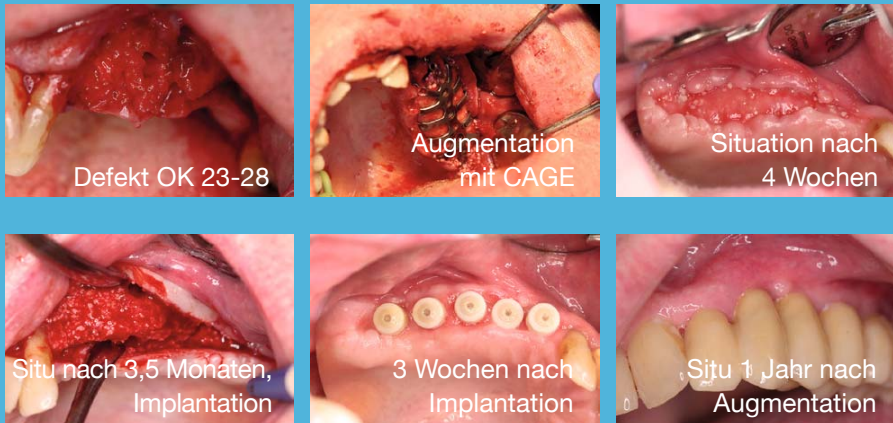 Defekt OK 23-28
Augmentation
mit CAGE
Situation nach
4 Wochen
Situ nach 3,5 Monaten,
Implantation
3 Wochen nach
Implantation
Situ 1 Jahr nach
Augmentation